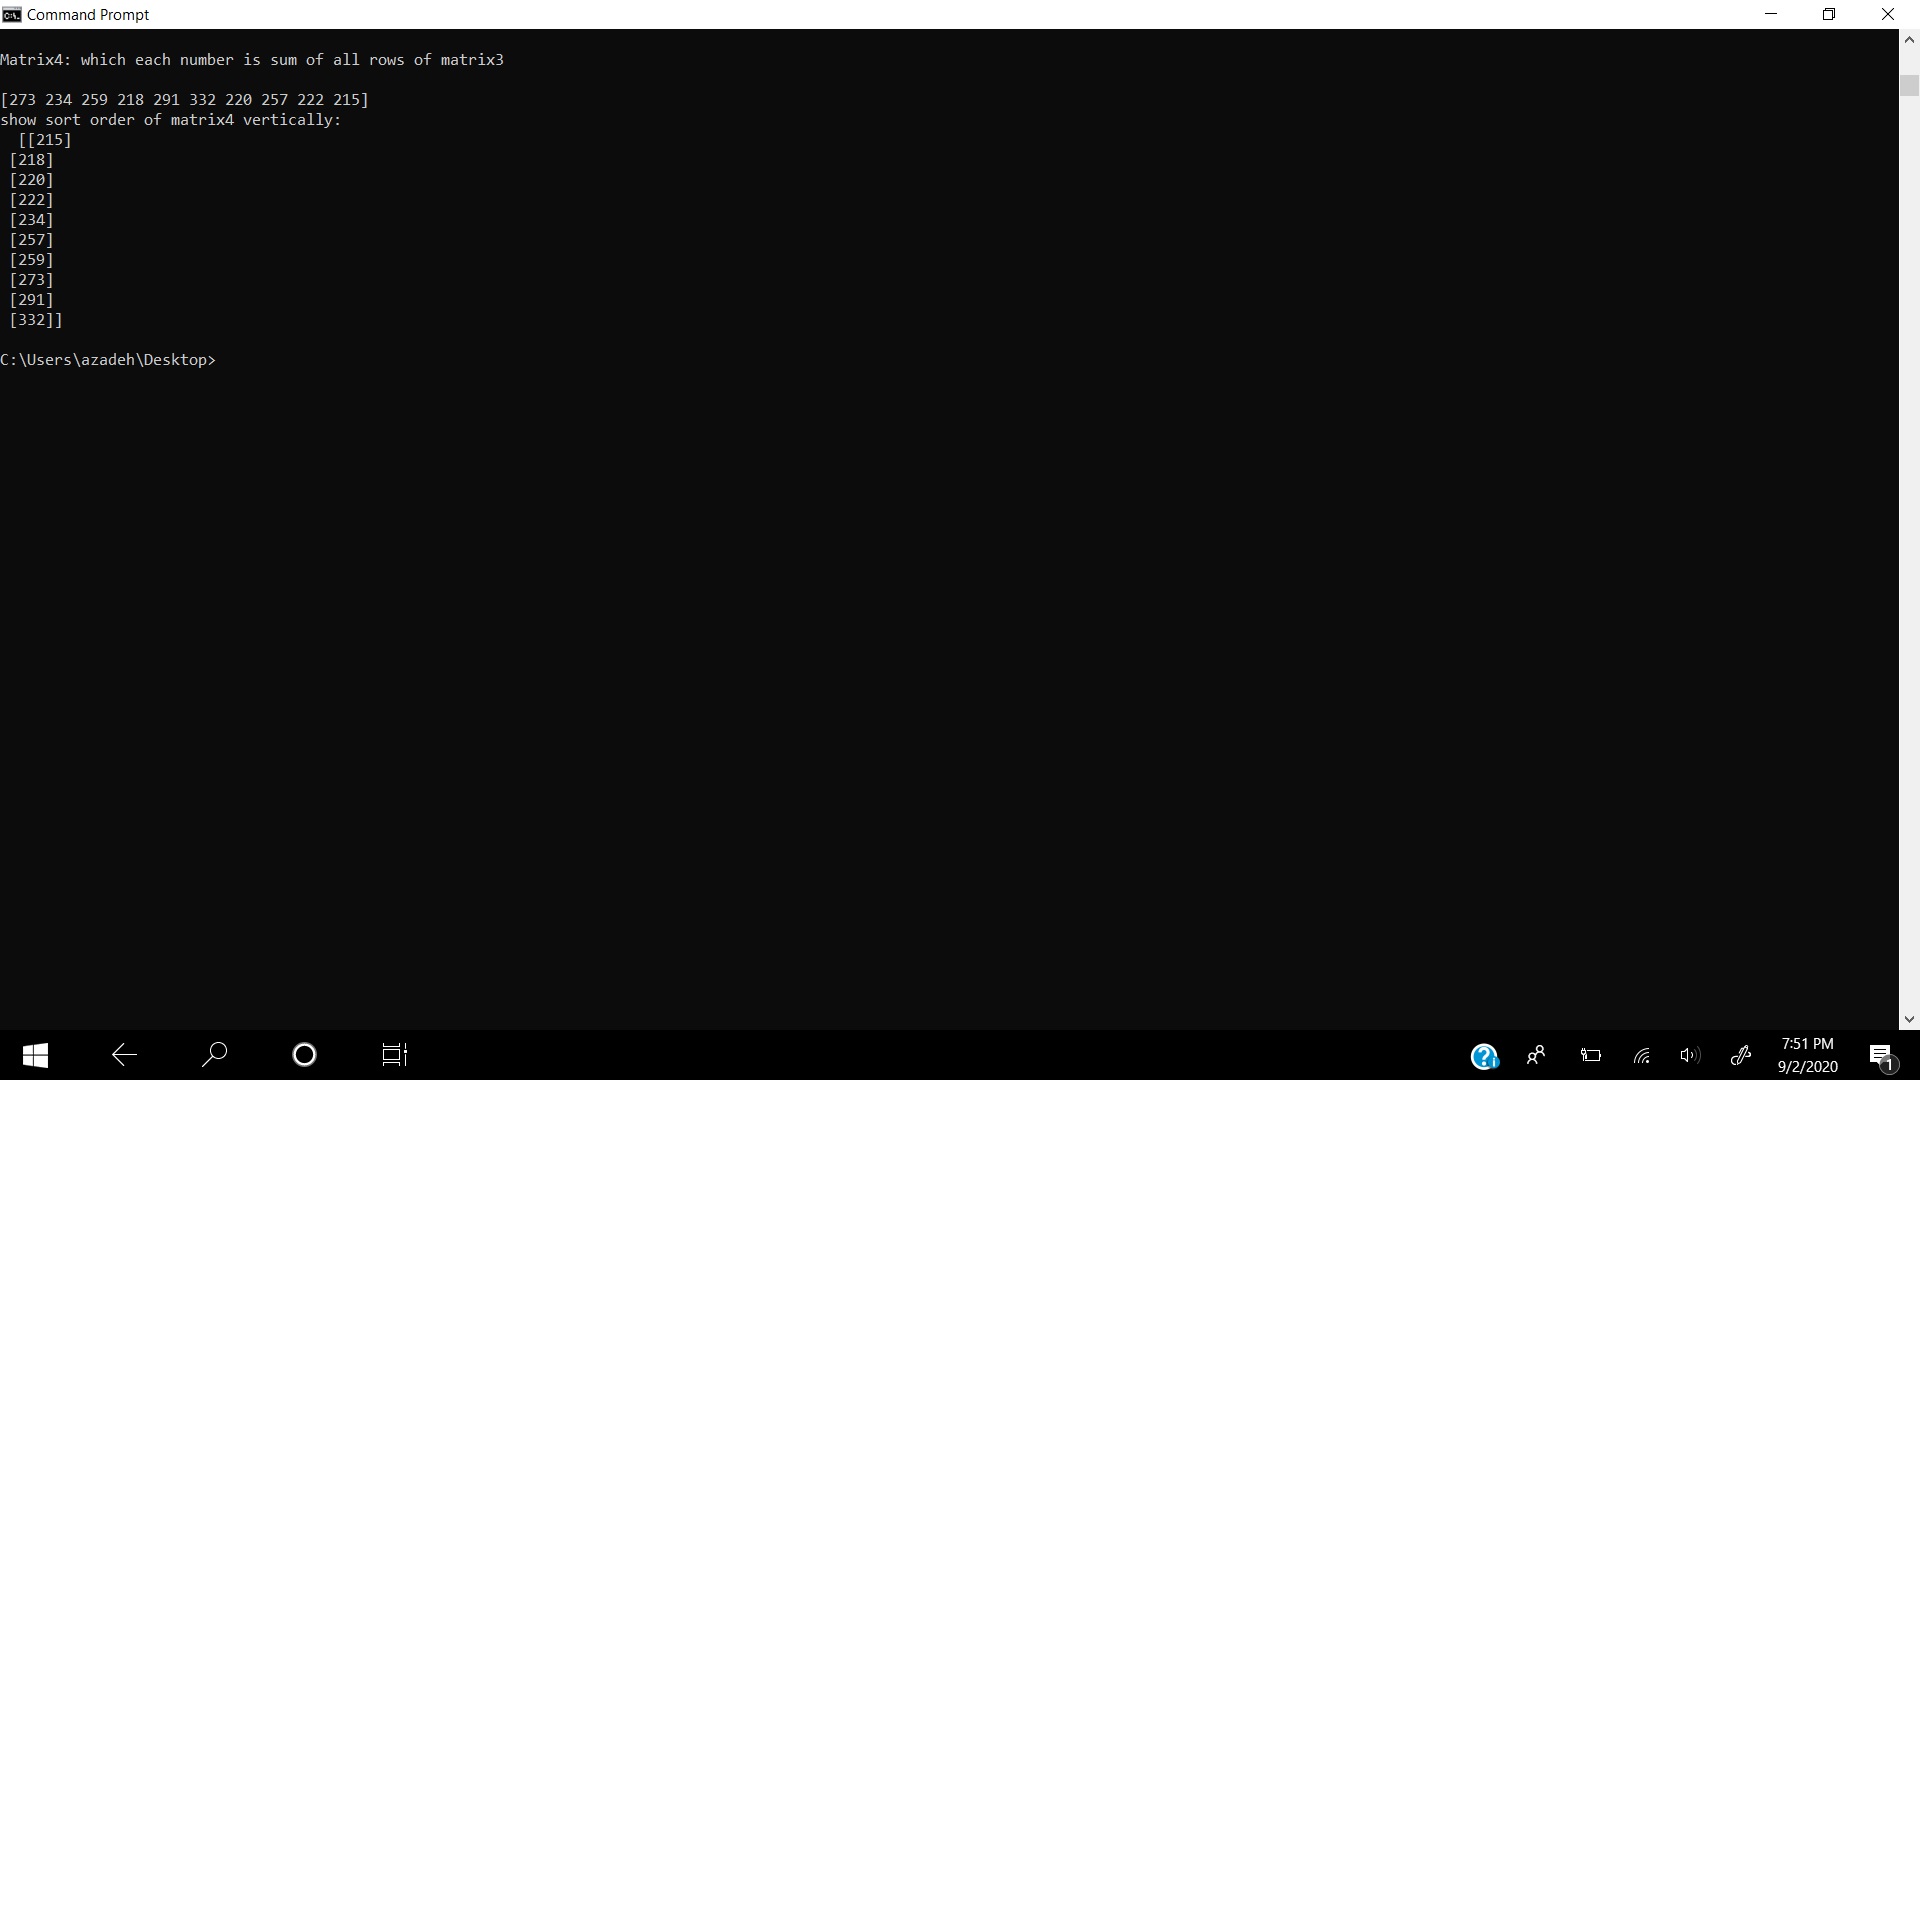 Command Prompt
Matrix4: which each number is sum of all rows of matrix3
[273 234 259 218 291 332 220 257 222 215]
show sort order of matrix4 vertically:
[[215]
[218]
[220]
[222]
[234]
[257]
[259]
[273]
[291]
[332]]
C:\Users\azadeh\Desktop>
7:51 PM
9/2/2020
1